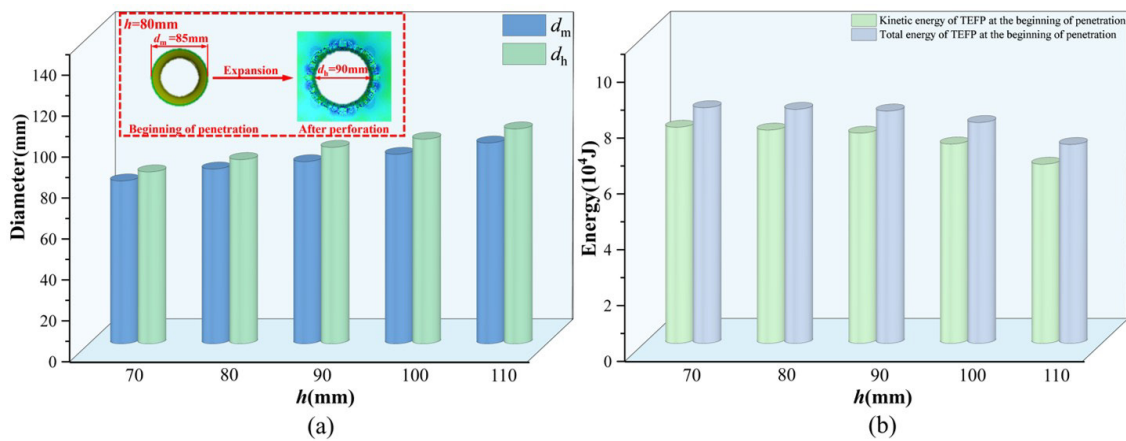 h=80mm
dm=85mm
Expansion
dh=90mm
Beginning of penetration
After perforation
dm
dh
Diameter(mm)
140
120
100
80
60
40
20
0
70 80 90 100 110
h(mm)
(a)
Kinetic energy of TEFP at the beginning of penetration
Total energy of TEFP at the beginning of penetration
Energy(10⁴J)
10
8
6
4
2
0
70 80 90 100 110
h(mm)
(b)